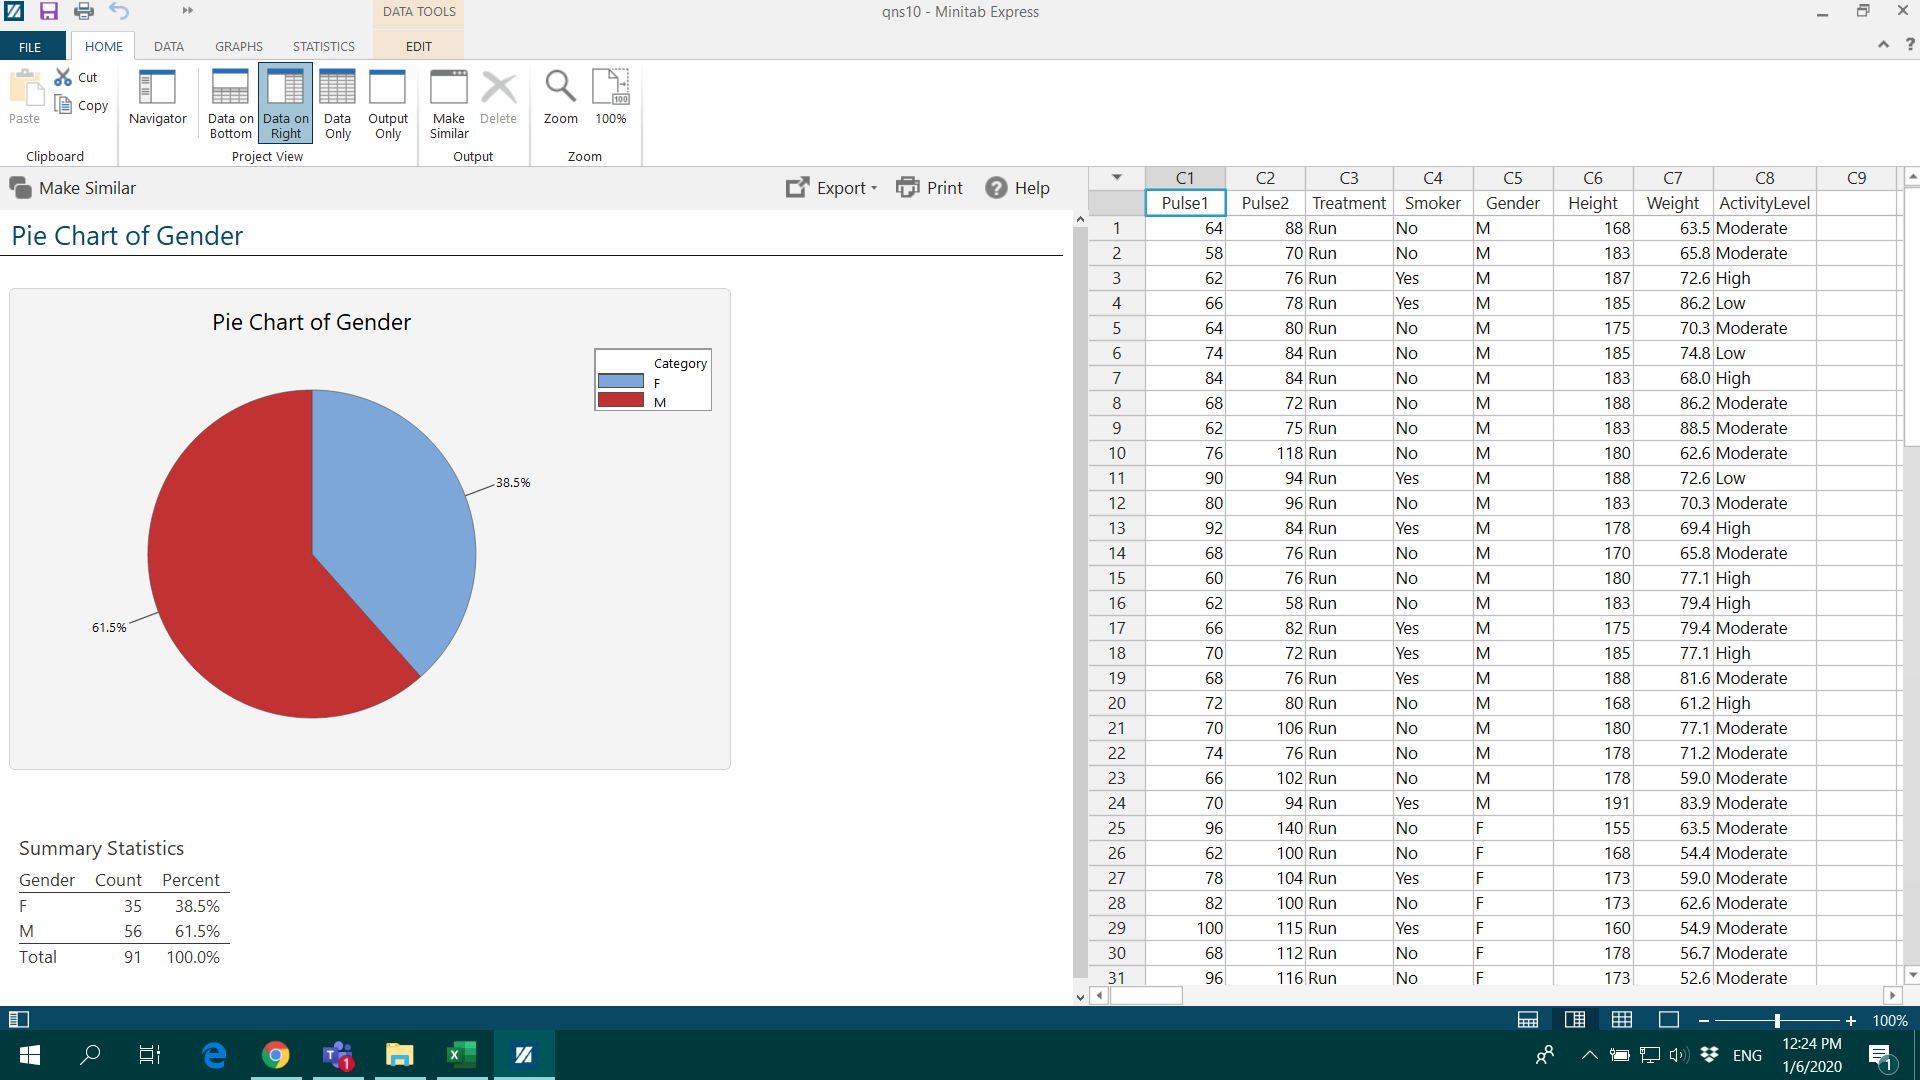 qns10 - Minitab Express
DATA TOOLS
FILE HOME DATA GRAPHS STATISTICS EDIT
Paste
Cut
Copy
Clipboard
Navigator
Data on Bottom
Data on Right
Data Only
Output Only
Project View
Make Similar
Delete
Output
Zoom
100%
Zoom
Make Similar
Export
Print
Help
Pie Chart of Gender
Pie Chart of Gender
Category
F
M
38.5%
61.5%
Summary Statistics
Gender Count Percent
F 35 38.5%
M 56 61.5%
Total 91 100.0%
C1 C2 C3 C4 C5 C6 C7 C8 C9
Pulse1 Pulse2 Treatment Smoker Gender Height Weight ActivityLevel
1 64 88 Run No M 168 63.5 Moderate
2 58 70 Run No M 183 65.8 Moderate
3 62 76 Run Yes M 187 72.6 High
4 66 78 Run Yes M 185 86.2 Low
5 64 80 Run No M 175 70.3 Moderate
6 74 84 Run No M 185 74.8 Low
7 84 84 Run No M 183 68.0 High
8 68 72 Run No M 188 86.2 Moderate
9 62 75 Run No M 183 88.5 Moderate
10 76 118 Run No M 180 62.6 Moderate
11 90 94 Run Yes M 188 72.6 Low
12 80 96 Run No M 183 70.3 Moderate
13 92 84 Run Yes M 178 69.4 High
14 68 76 Run No M 170 65.8 Moderate
15 60 76 Run No M 180 77.1 High
16 62 58 Run No M 183 79.4 High
17 66 82 Run Yes M 175 79.4 Moderate
18 70 72 Run Yes M 185 77.1 High
19 68 76 Run Yes M 188 81.6 Moderate
20 72 80 Run No M 168 61.2 High
21 70 106 Run No M 180 77.1 Moderate
22 74 76 Run No M 178 71.2 Moderate
23 66 102 Run No M 178 59.0 Moderate
24 70 94 Run Yes M 191 83.9 Moderate
25 96 140 Run No F 155 63.5 Moderate
26 62 100 Run No F 168 54.4 Moderate
27 78 104 Run Yes F 173 59.0 Moderate
28 82 100 Run No F 173 62.6 Moderate
29 100 115 Run Yes F 160 54.9 Moderate
30 68 112 Run No F 178 56.7 Moderate
31 96 116 Run No F 173 52.6 Moderate
100%
ENG
12:24 PM
1/6/2020
1
1